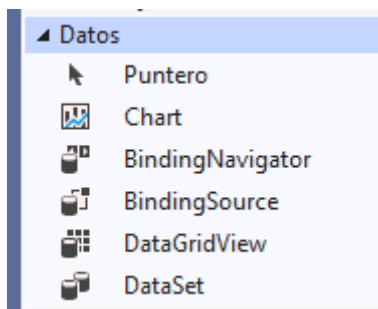 Datos
Puntero
Chart
BindingNavigator
BindingSource
DataGridView
DataSet